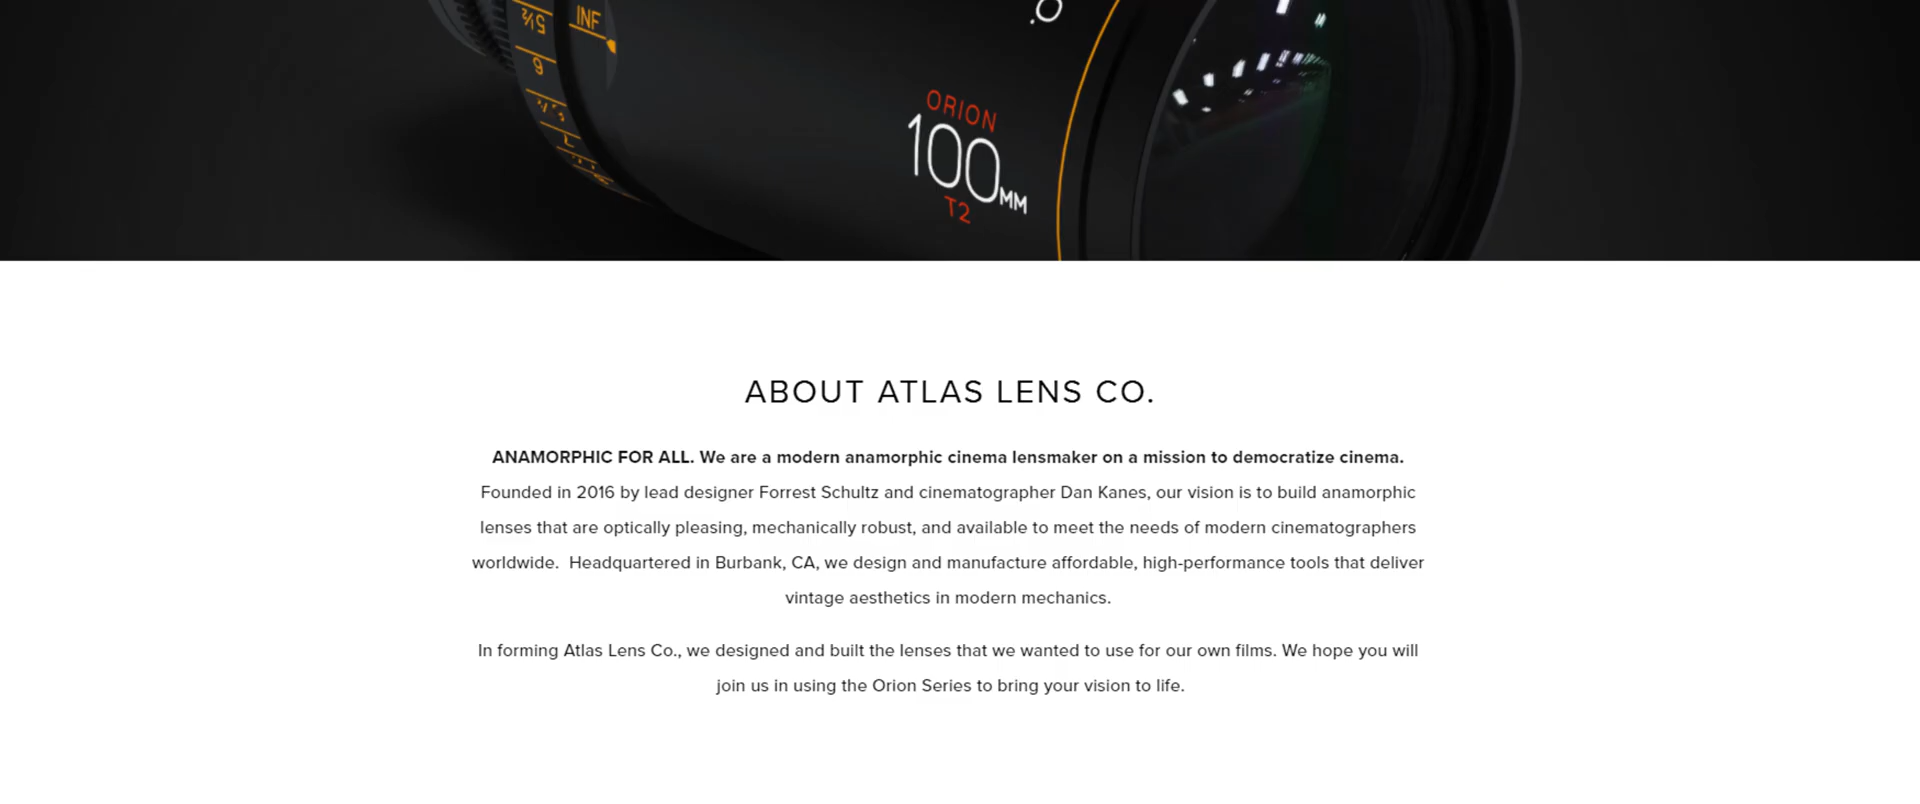 INF
5½
6
ORION
100MM
T2
ABOUT ATLAS LENS CO.
ANAMORPHIC FOR ALL. We are a modern anamorphic cinema lensmaker on a mission to democratize cinema.
Founded in 2016 by lead designer Forrest Schultz and cinematographer Dan Kanes, our vision is to build anamorphic
lenses that are optically pleasing, mechanically robust, and available to meet the needs of modern cinematographers
worldwide.  Headquartered in Burbank, CA, we design and manufacture affordable, high-performance tools that deliver
vintage aesthetics in modern mechanics.
In forming Atlas Lens Co., we designed and built the lenses that we wanted to use for our own films. We hope you will
join us in using the Orion Series to bring your vision to life.